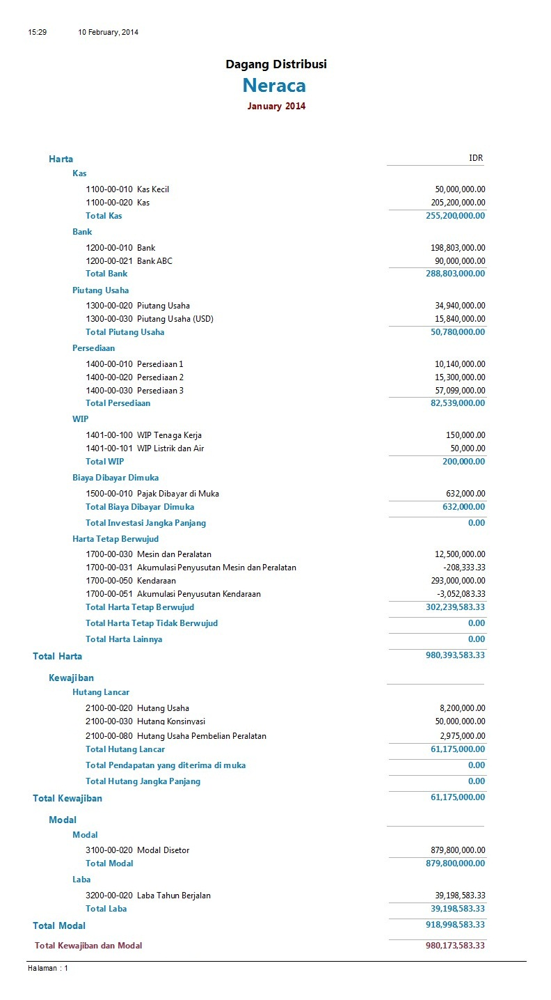 15:29 10 February, 2014
Dagang Distribusi
Neraca
January 2014
Harta IDR
Kas
1100-00-010 Kas Kecil 50,000,000.00
1100-00-020 Kas 205,200,000.00
Total Kas 255,200,000.00
Bank
1200-00-010 Bank 198,803,000.00
1200-00-021 Bank ABC 90,000,000.00
Total Bank 288,803,000.00
Piutang Usaha
1300-00-020 Piutang Usaha 34,940,000.00
1300-00-030 Piutang Usaha (USD) 15,840,000.00
Total Piutang Usaha 50,780,000.00
Persediaan
1400-00-010 Persediaan 1 10,140,000.00
1400-00-020 Persediaan 2 15,300,000.00
1400-00-030 Persediaan 3 57,099,000.00
Total Persediaan 82,539,000.00
WIP
1401-00-100 WIP Tenaga Kerja 150,000.00
1401-00-101 WIP Listrik dan Air 50,000.00
Total WIP 200,000.00
Biaya Dibayar Dimuka
1500-00-010 Pajak Dibayar di Muka 632,000.00
Total Biaya Dibayar Dimuka 632,000.00
Total Investasi Jangka Panjang 0.00
Harta Tetap Berwujud
1700-00-030 Mesin dan Peralatan 12,500,000.00
1700-00-031 Akumulasi Penyusutan Mesin dan Peralatan -208,333.33
1700-00-050 Kendaraan 293,000,000.00
1700-00-051 Akumulasi Penyusutan Kendaraan -3,052,083.33
Total Harta Tetap Berwujud 302,239,583.33
Total Harta Tetap Tidak Berwujud 0.00
Total Harta Lainnya 0.00
Total Harta 980,393,583.33
Kewajiban
Hutang Lancar
2100-00-020 Hutang Usaha 8,200,000.00
2100-00-030 Hutang Konsinyasi 50,000,000.00
2100-00-080 Hutang Usaha Pembelian Peralatan 2,975,000.00
Total Hutang Lancar 61,175,000.00
Total Pendapatan yang diterima di muka 0.00
Total Hutang Jangka Panjang 0.00
Total Kewajiban 61,175,000.00
Modal
Modal
3100-00-020 Modal Disetor 879,800,000.00
Total Modal 879,800,000.00
Laba
3200-00-020 Laba Tahun Berjalan 39,198,583.33
Total Laba 39,198,583.33
Total Modal 918,998,583.33
Total Kewajiban dan Modal 980,173,583.33
Halaman : 1